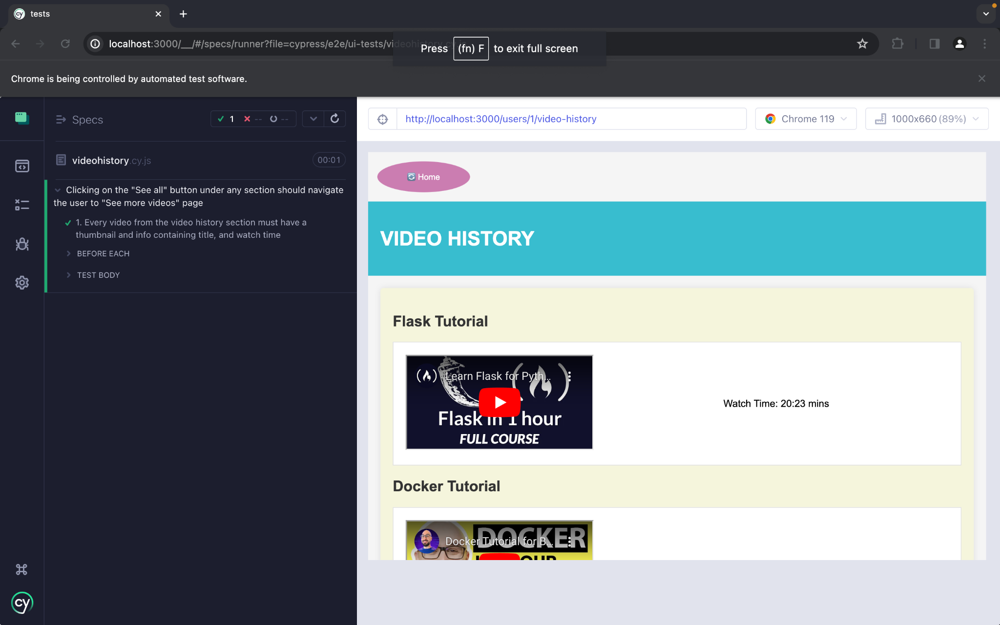 tests
localhost:3000/__/#/specs/runner?file=cypress/e2e/ui-tests/videohistory.cy.js
Press (fn) F to exit full screen
Chrome is being controlled by automated test software.
Specs
1 -- --
http://localhost:3000/users/1/video-history
Chrome 119
1000x660 (89%)
videohistory.cy.js
00:01
Clicking on the "See all" button under any section should navigate
the user to "See more videos" page
1. Every video from the video history section must have a
thumbnail and info containing title, and watch time
BEFORE EACH
TEST BODY
Home
VIDEO HISTORY
Flask Tutorial
Learn Flask for Pyth...
Flask in 1 hour
FULL COURSE
Watch Time: 20:23 mins
Docker Tutorial
DOCKER
Docker Tutorial for B...
cy